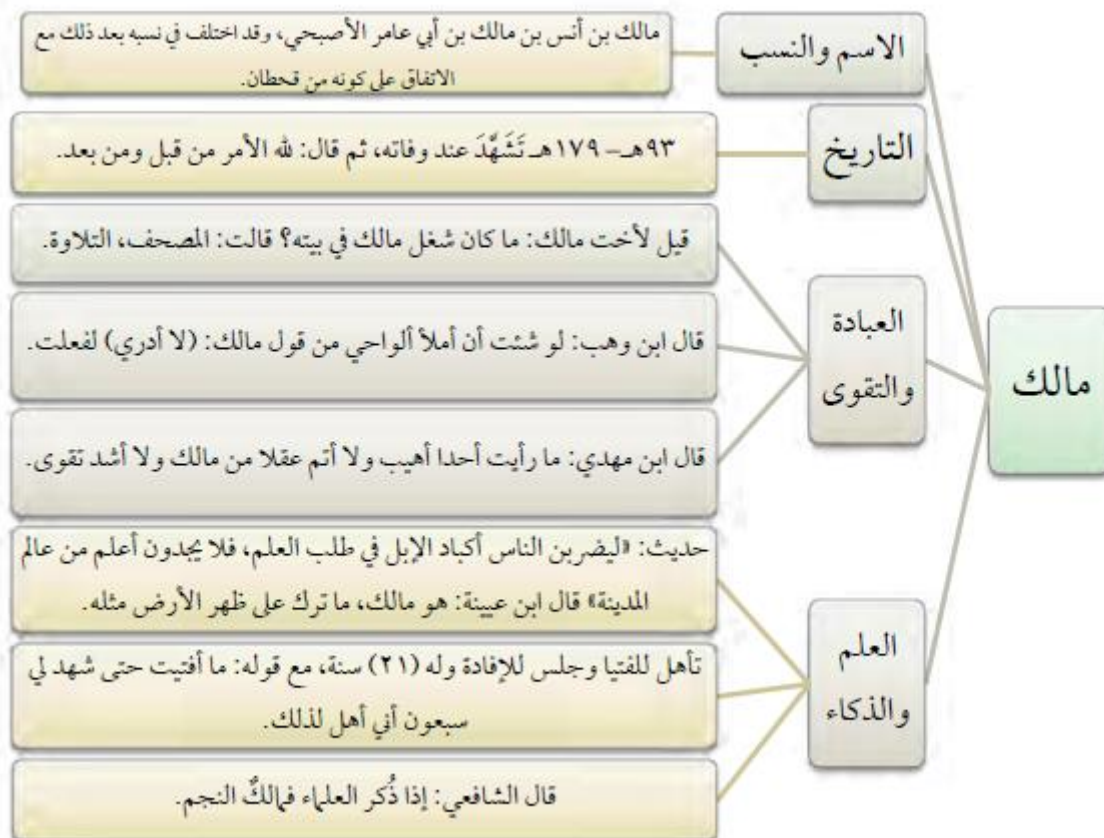 مالك
الاسم والنسب
مالك بن أنس بن مالك بن أبي عامر الأصبحي، وقد اختلف في نسبه بعد ذلك مع
الاتفاق على كونه من قحطان.
التاريخ
٩٣هـ – ١٧٩هـ تَشَهَّدَ عند وفاته، ثم قال: لله الأمر من قبل ومن بعد.
العبادة
والتقوى
قيل لأخت مالك: ما كان شغل مالك في بيته؟ قالت: المصحف، التلاوة.
قال ابن وهب: لو شئت أن أملأ ألواحي من قول مالك: (لا أدري) لفعلت.
قال ابن مهدي: ما رأيت أحدا أهيب ولا أتم عقلا من مالك ولا أشد تقوى.
العلم
والذكاء
حديث: «ليضربن الناس أكباد الإبل في طلب العلم، فلا يجدون أعلم من عالم
المدينة» قال ابن عيينة: هو مالك، ما ترك على ظهر الأرض مثله.
تأهل للفتيا وجلس للإفادة وله (٢١) سنة، مع قوله: ما أفتيت حتى شهد لي
سبعون أني أهل لذلك.
قال الشافعي: إذا ذُكر العلماء فمالكٌ النجم.